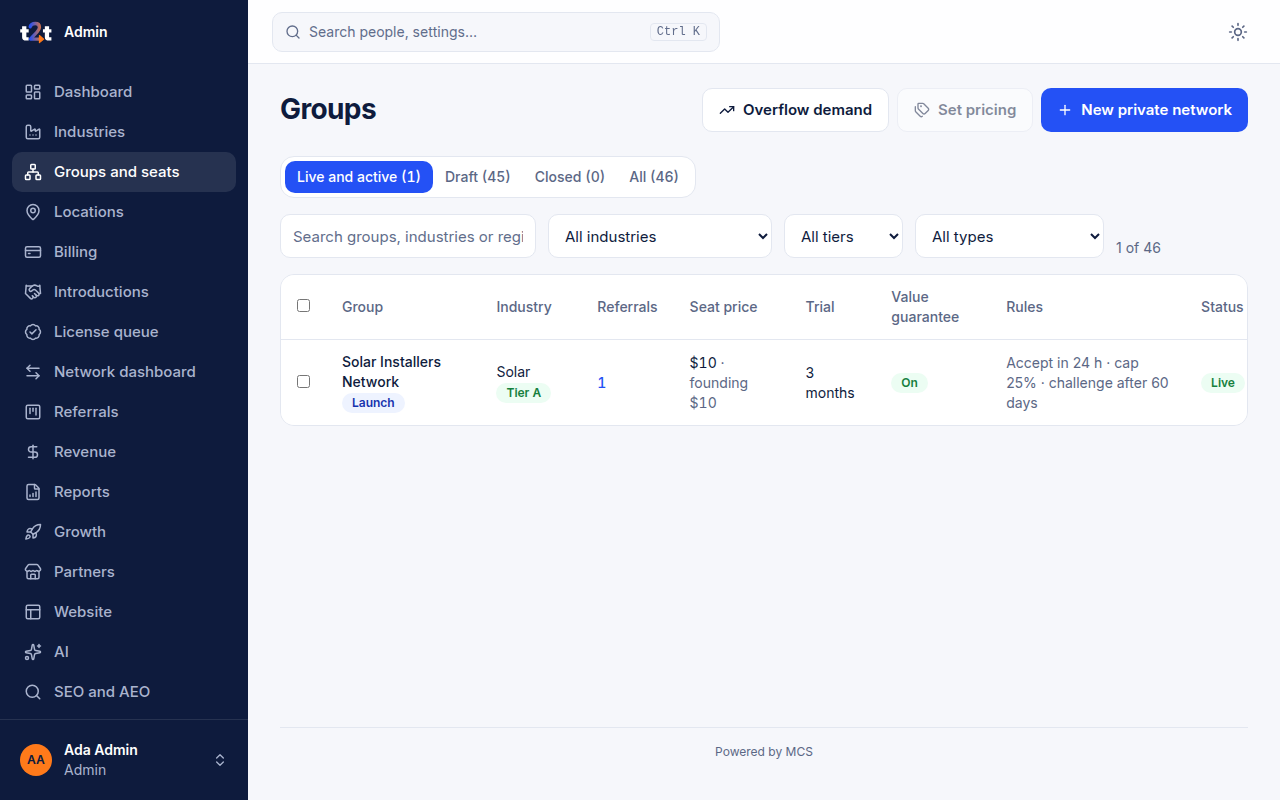 t2t Admin
Search people, settings... Ctrl K
Dashboard
Industries
Groups and seats
Locations
Billing
Introductions
License queue
Network dashboard
Referrals
Revenue
Reports
Growth
Partners
Website
AI
SEO and AEO
AA Ada Admin
Admin
Groups
Overflow demand Set pricing New private network
Live and active (1) Draft (45) Closed (0) All (46)
Search groups, industries or regi All industries All tiers All types 1 of 46
Group Industry Referrals Seat price Trial Value guarantee Rules Status
Solar Installers
Network
Launch
Solar
Tier A
1
$10 ·
founding
$10
3
months
On
Accept in 24 h · cap
25% · challenge after 60
days
Live
Powered by MCS